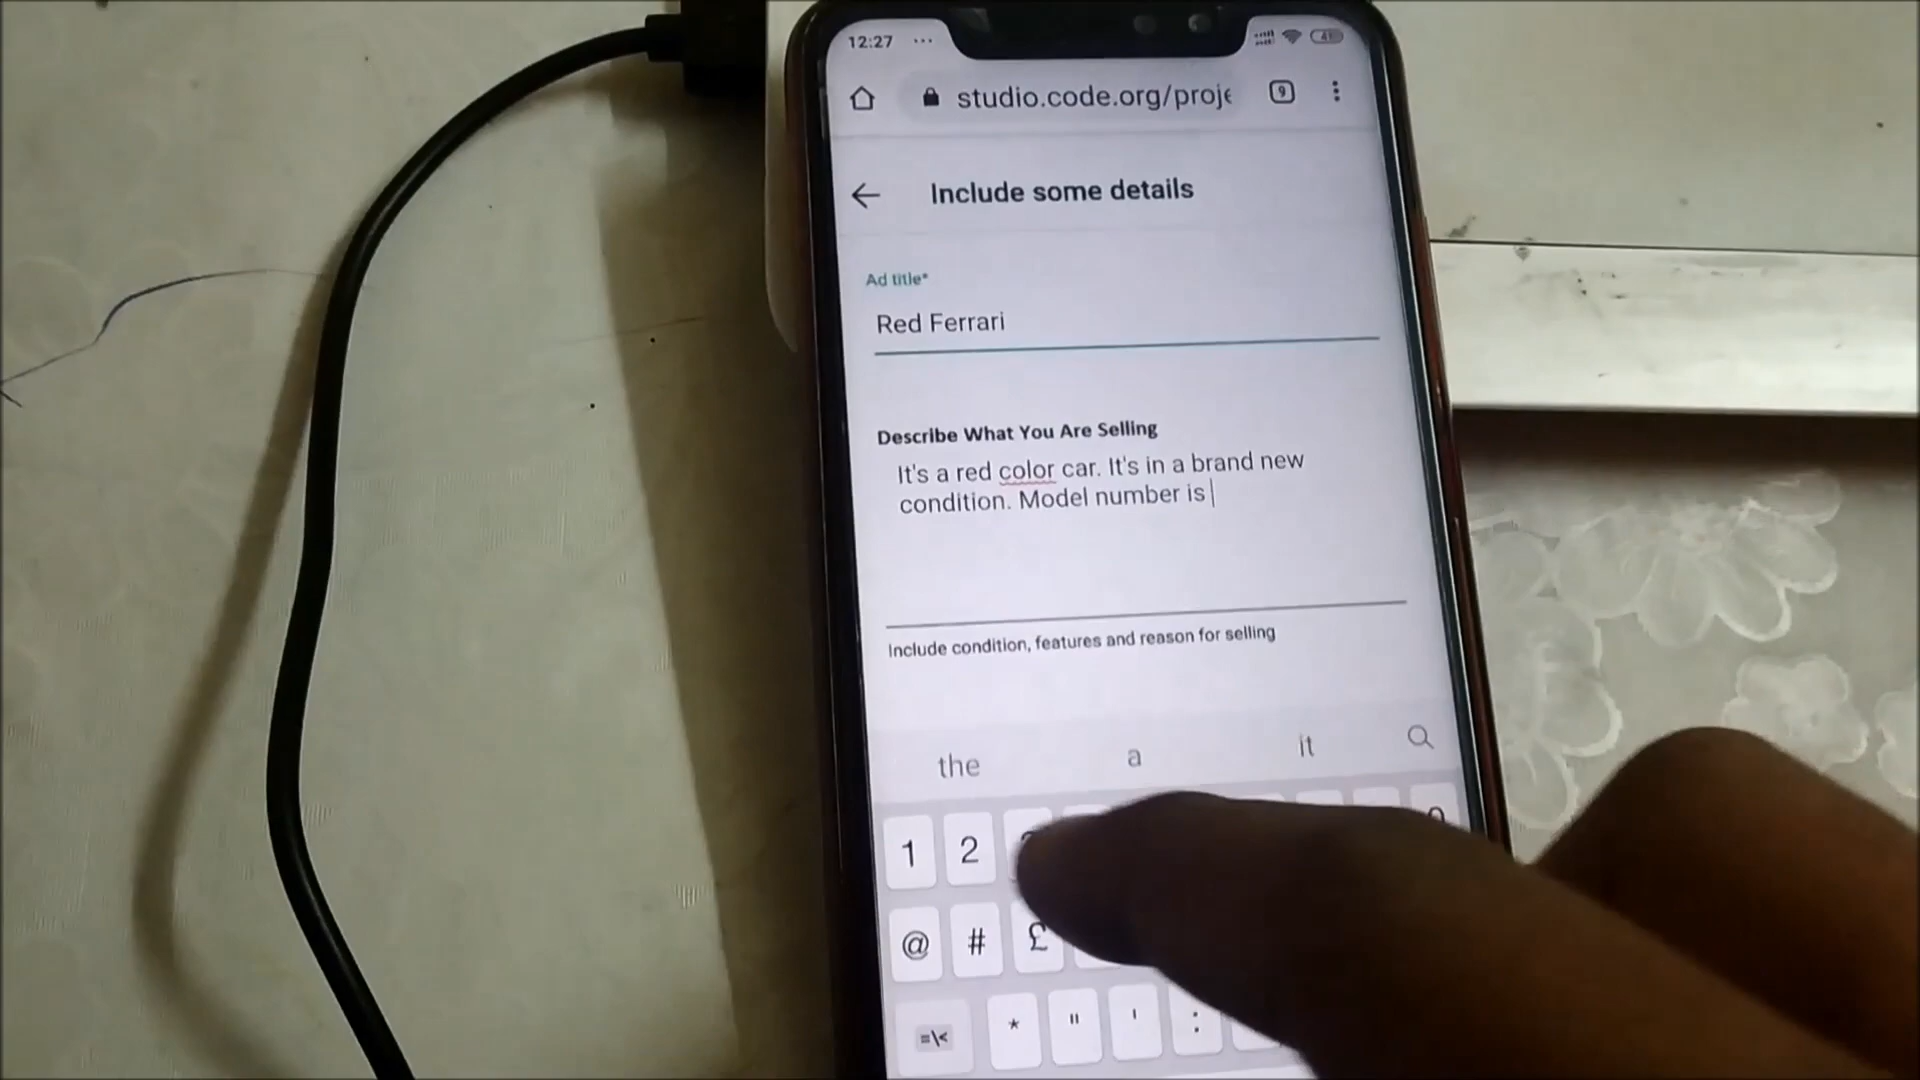 12:27 ...
studio.code.org/proje
9
Include some details
Ad title*
Red Ferrari
Describe What You Are Selling
It's a red color car. It's in a brand new
condition. Model number is
Include condition, features and reason for selling
the a it
1 2
@ # £
=\< * " ' :